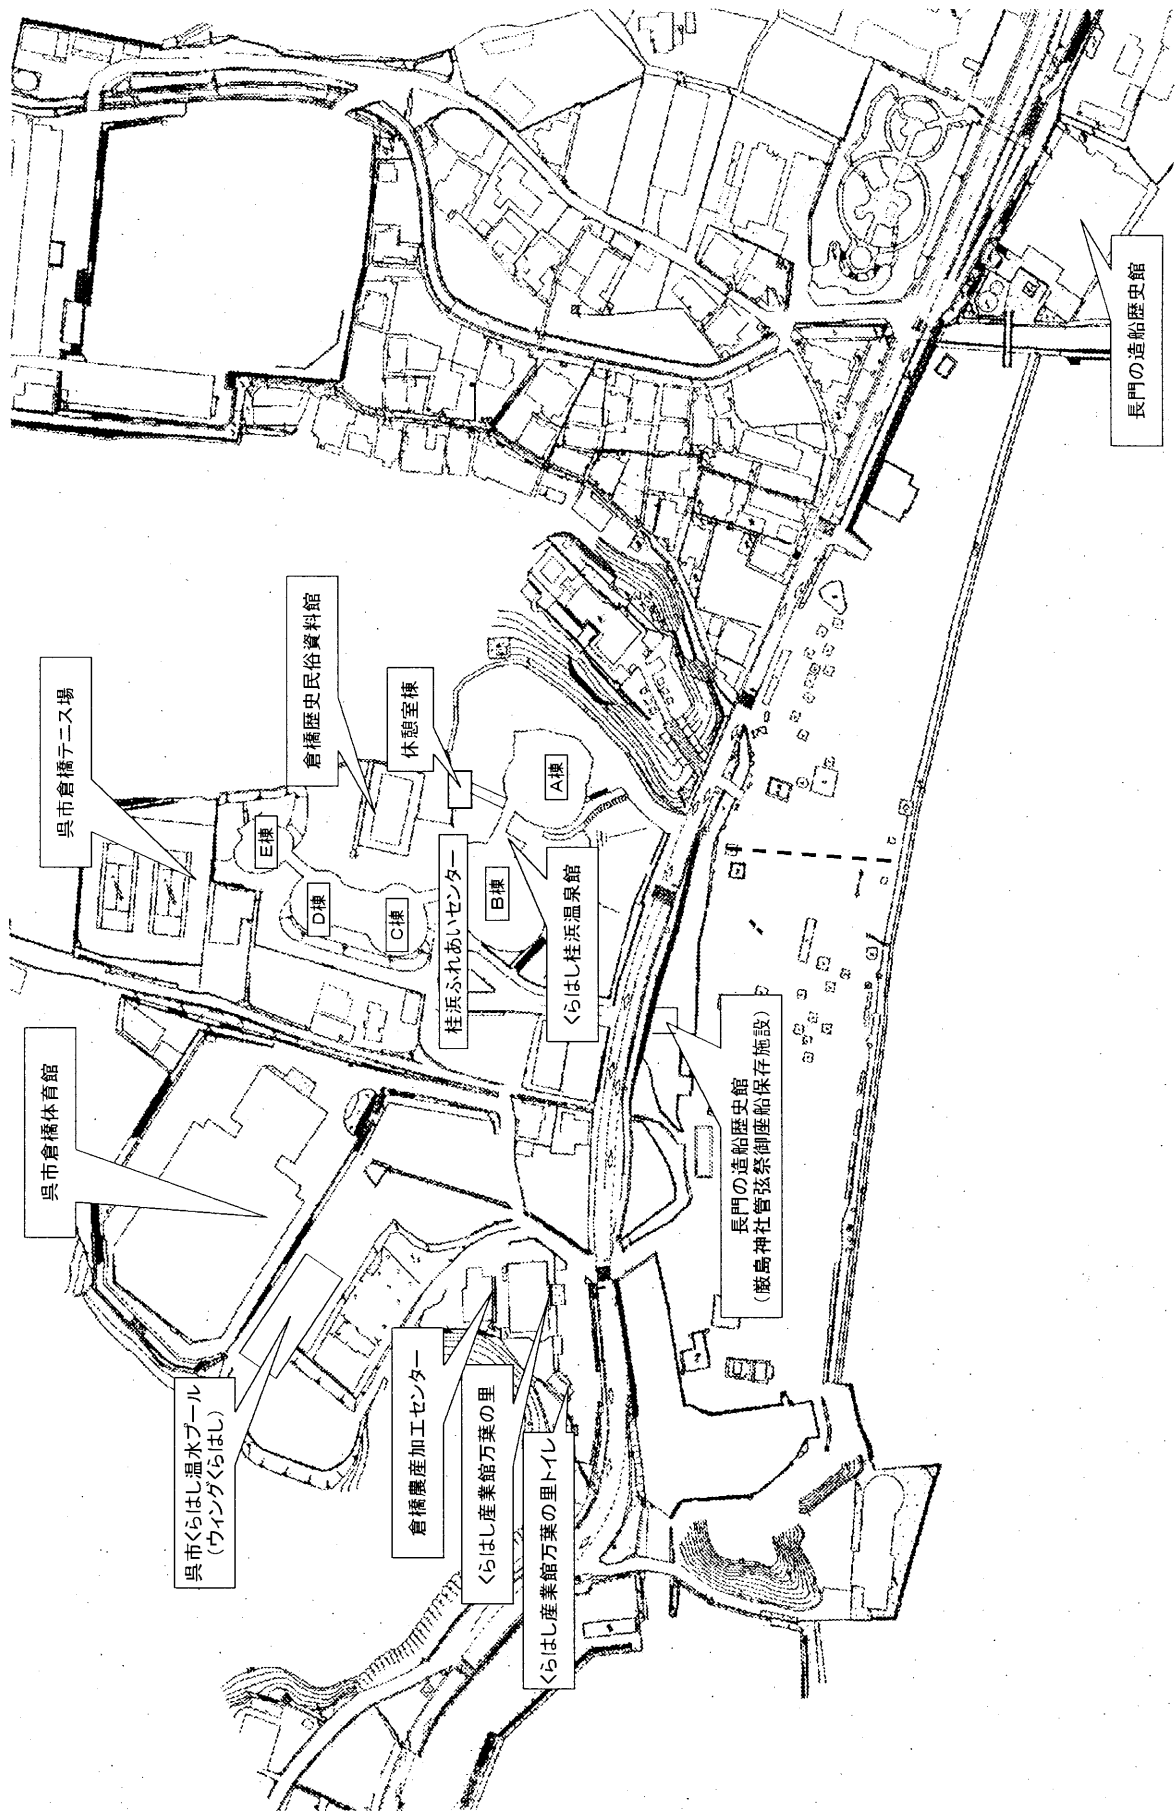 呉市くらはし温水プール
（ウィングくらはし）
呉市倉橋体育館
呉市倉橋テニス場
倉橋農産加工センター
くらはし産業館万葉の里
くらはし産業館万葉の里トイレ
桂浜ふれあいセンター
倉橋歴史民俗資料館
休憩室棟
E棟
D棟
C棟
B棟
A棟
くらはし桂浜温泉館
長門の造船歴史館
（厳島神社管弦祭御座船保存施設）
長門の造船歴史館